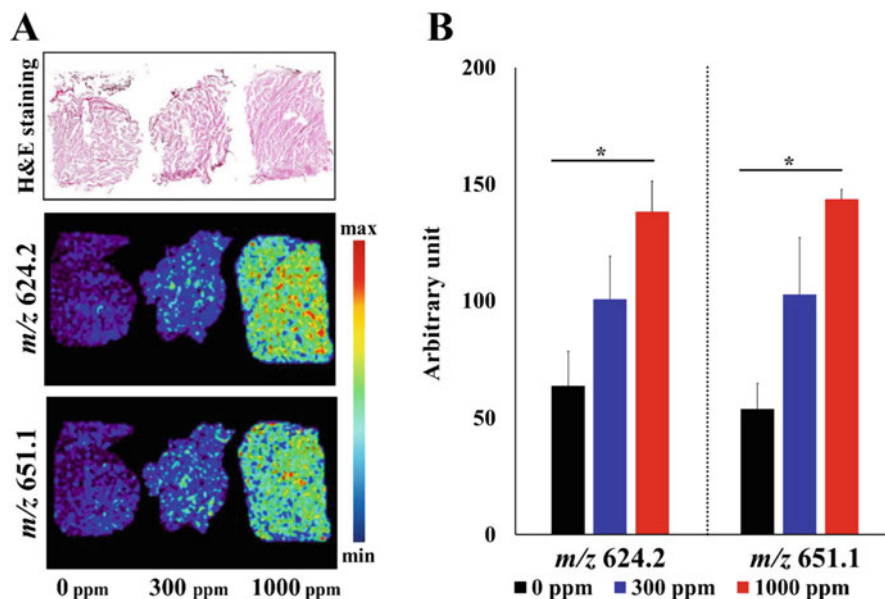 A
H&E staining
m/z 624.2
m/z 651.1
max
min
0 ppm 300 ppm 1000 ppm
B
Arbitrary unit
200
150
100
50
0
*
*
m/z 624.2 m/z 651.1
0 ppm 300 ppm 1000 ppm